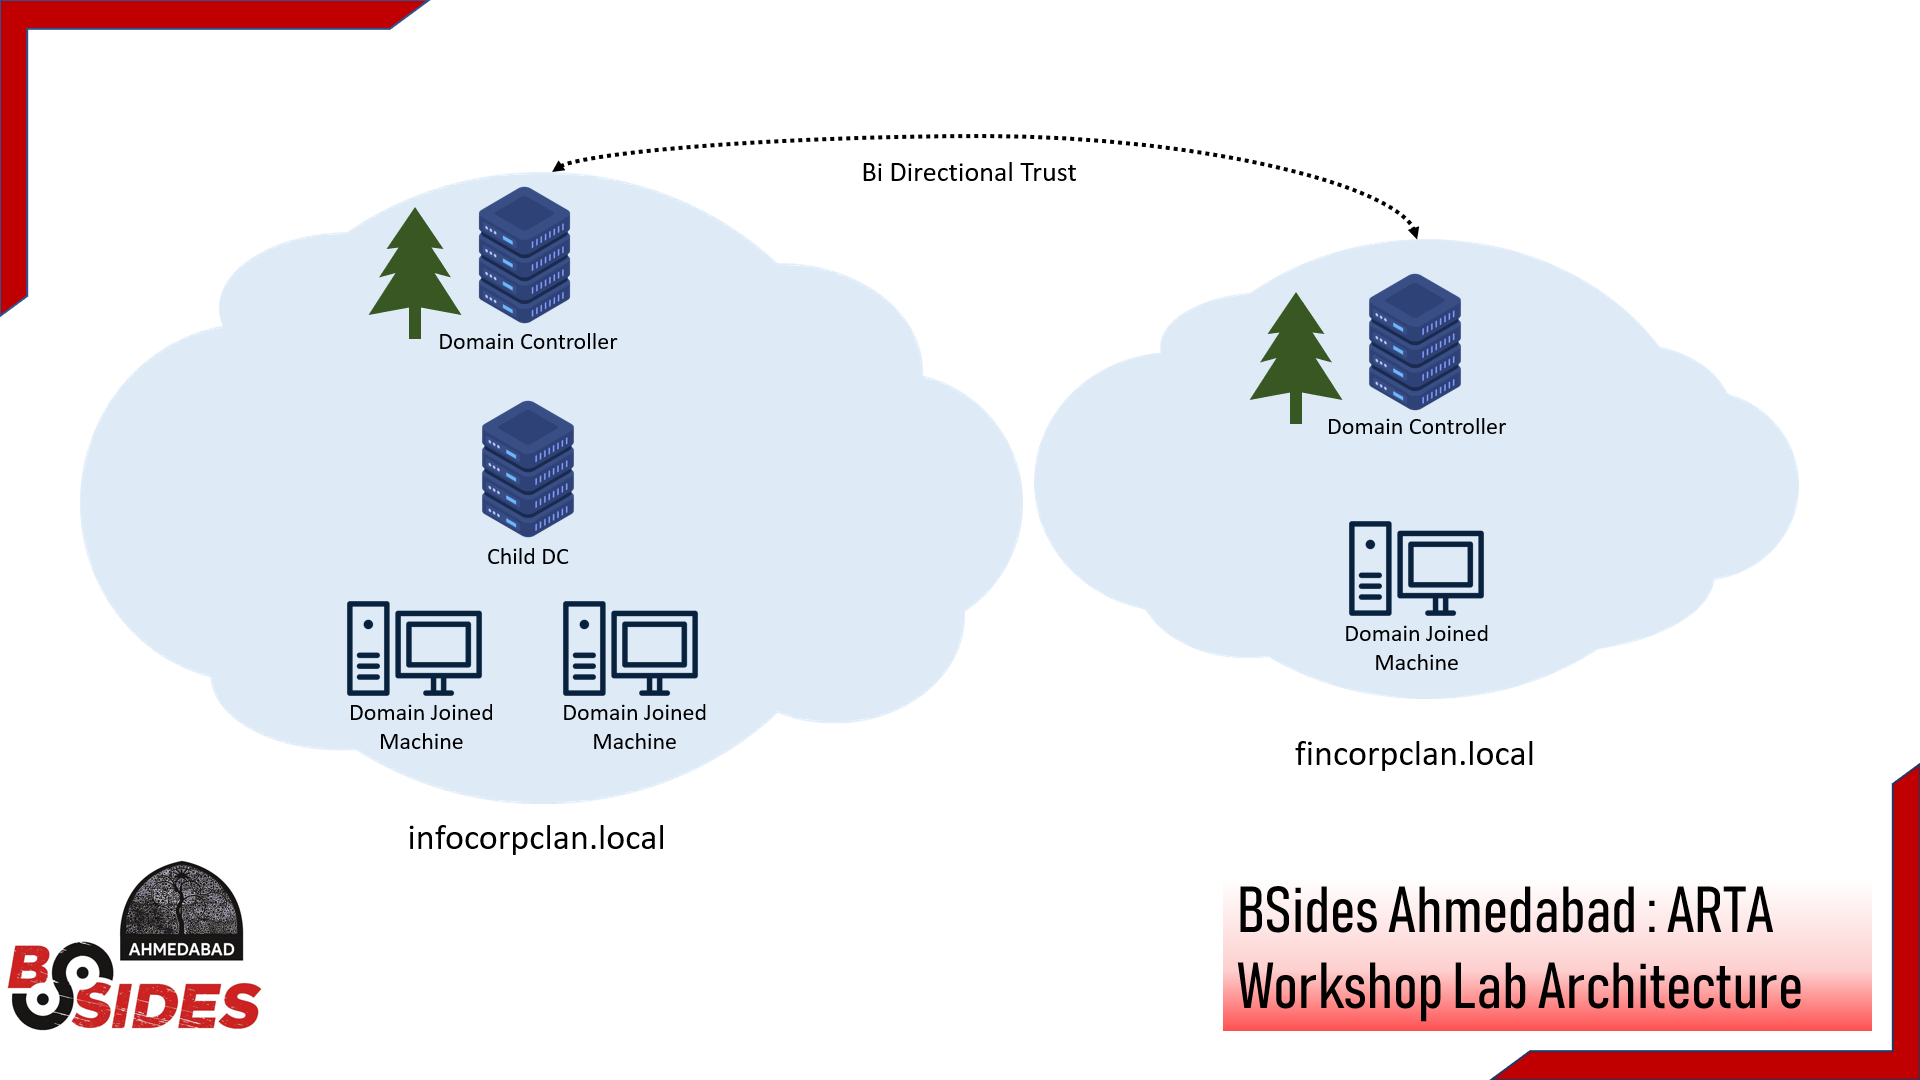 Bi Directional Trust
Domain Controller
Child DC
Domain Joined
Machine
Domain Joined
Machine
infocorpclan.local
Domain Controller
Domain Joined
Machine
fincorpclan.local
AHMEDABAD
BSIDES
BSides Ahmedabad : ARTA
Workshop Lab Architecture